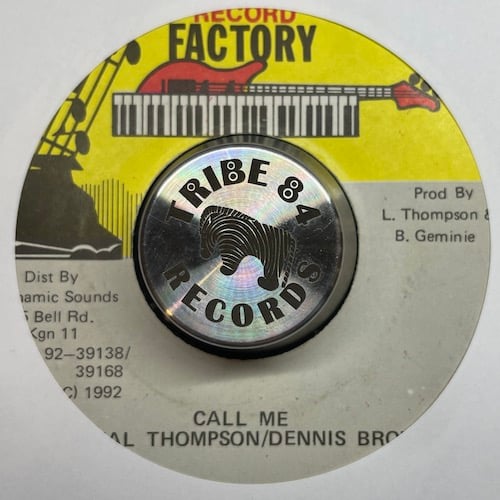 RECORD
FACTORY
TRIBE 84
RECORDS
Prod By
L. Thompson &
B. Geminie
Dist By
namic Sounds
5 Bell Rd.
Kgn 11
92-39138/
39168
C) 1992
CALL ME
AL THOMPSON/DENNIS BRO